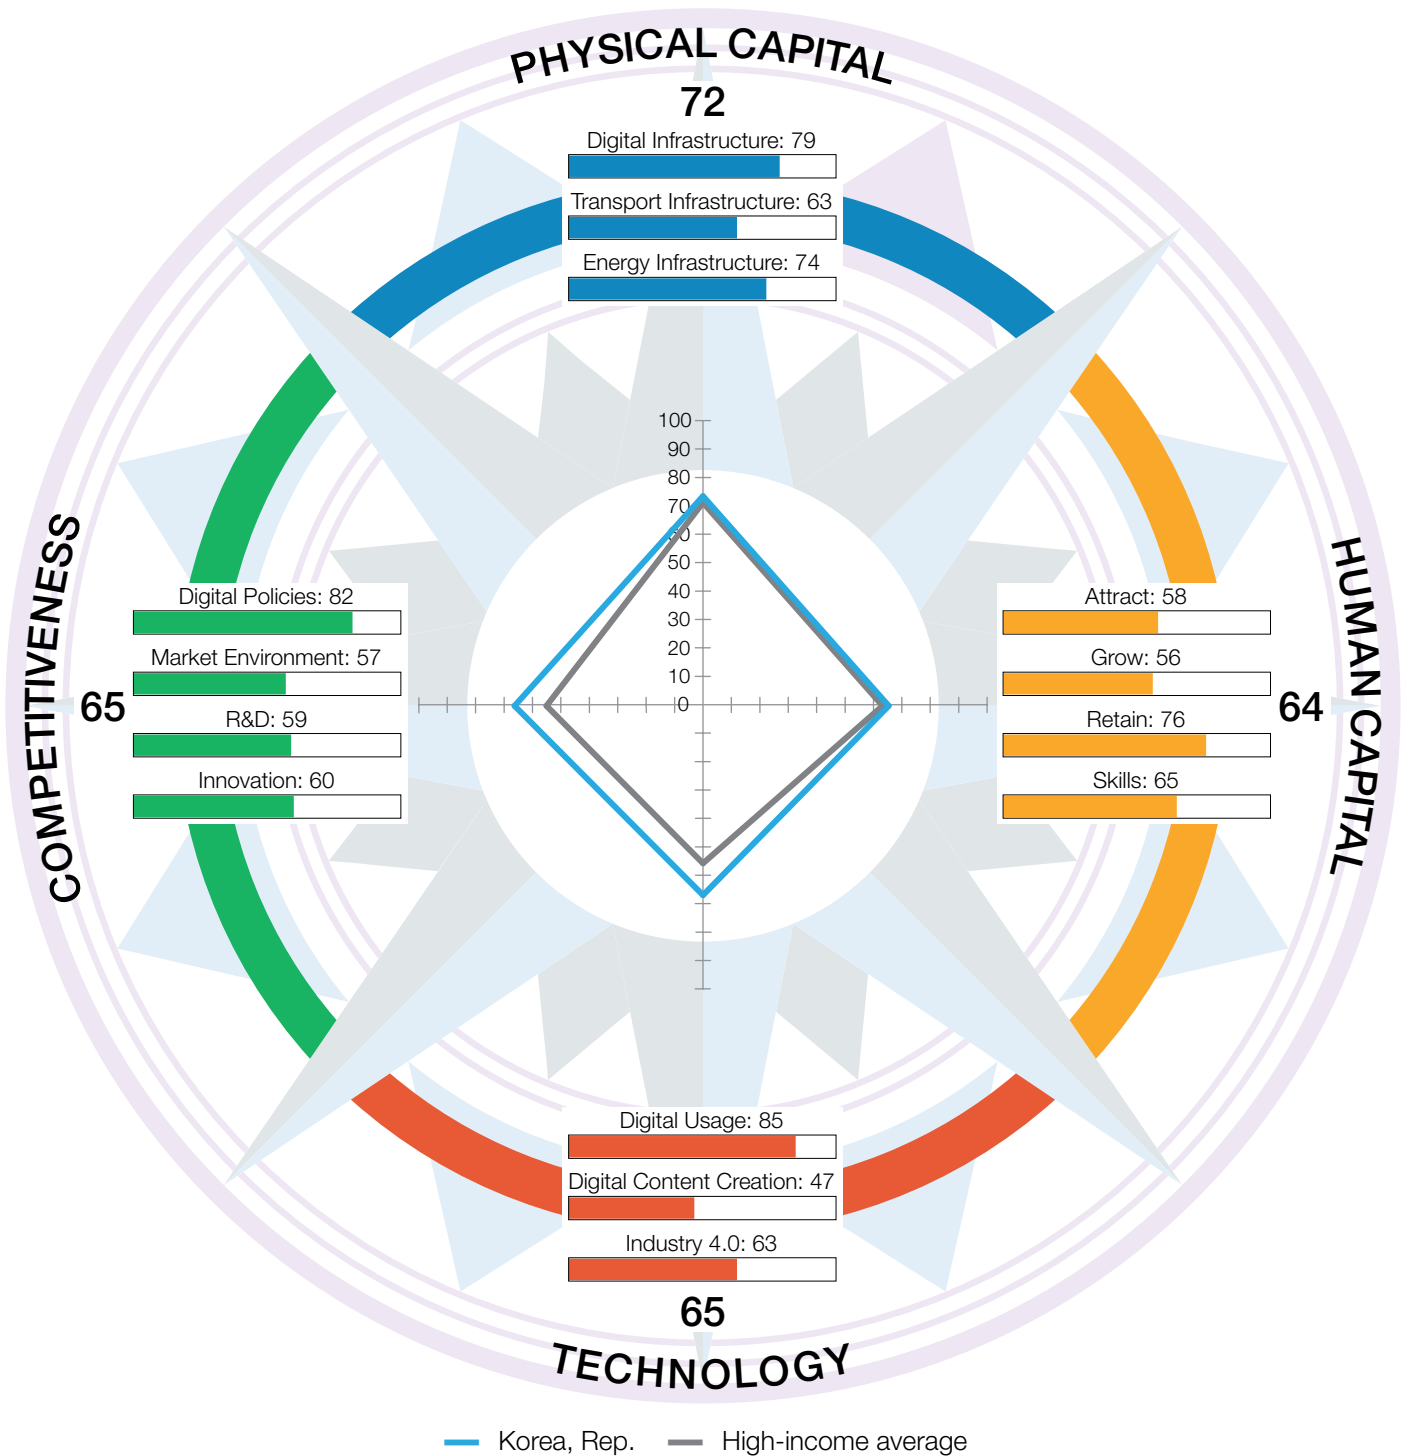 PHYSICAL CAPITAL
72
Digital Infrastructure: 79
Transport Infrastructure: 63
Energy Infrastructure: 74
100
90
80
70
60
50
40
30
20
10
0
COMPETITIVENESS
65
Digital Policies: 82
Market Environment: 57
R&D: 59
Innovation: 60
HUMAN CAPITAL
64
Attract: 58
Grow: 56
Retain: 76
Skills: 65
Digital Usage: 85
Digital Content Creation: 47
Industry 4.0: 63
65
TECHNOLOGY
Korea, Rep.
High-income average